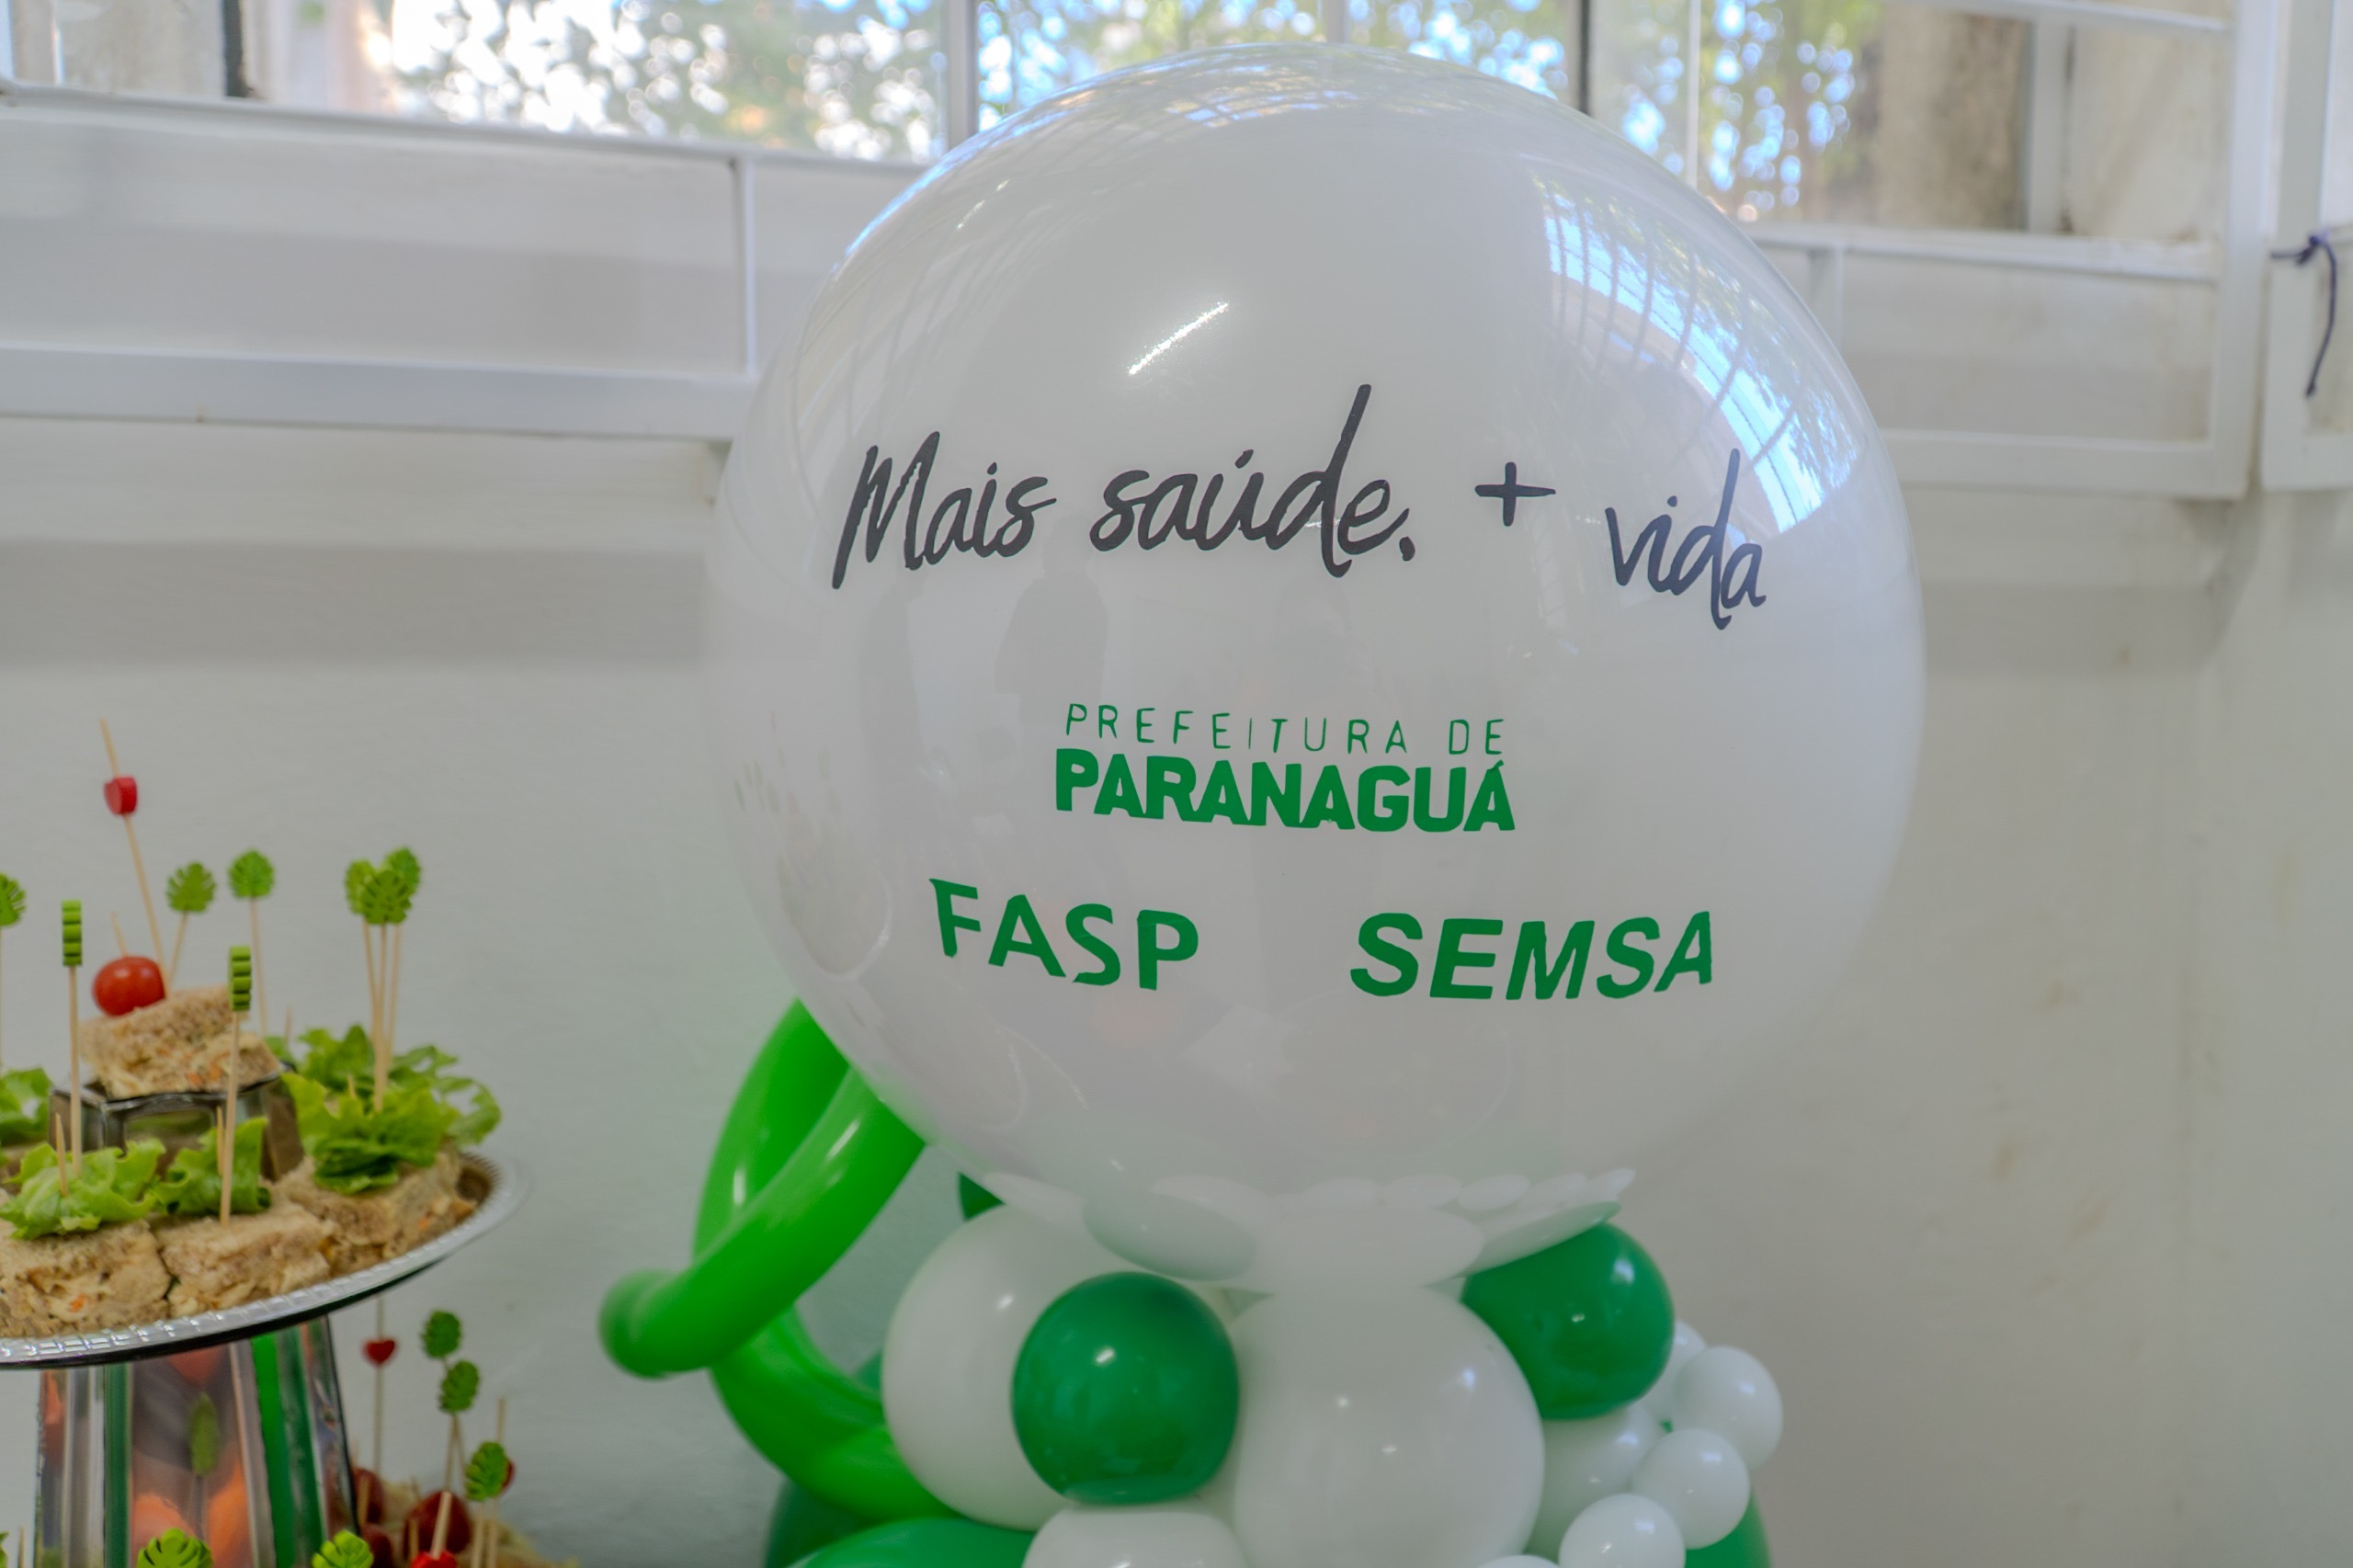 Mais saúde. + vida
PREFEITURA DE
PARANAGUÁ
FASP SEMSA